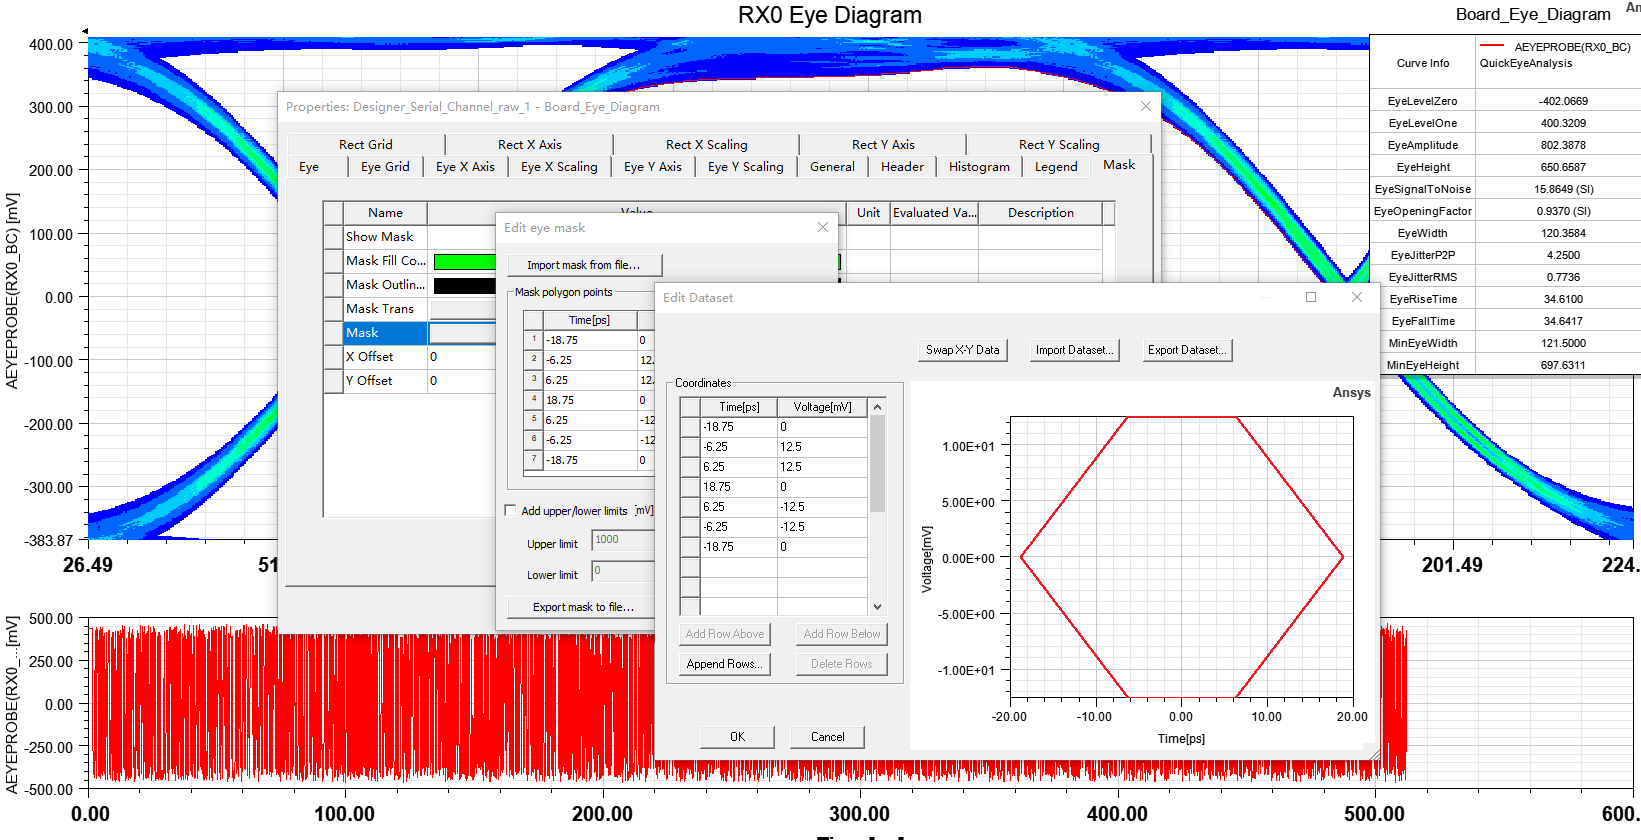 RX0 Eye Diagram
Board_Eye_Diagram
Curve Info
AEYEPROBE(RX0_BC)
QuickEyeAnalysis
EyeLevelZero -402.0669
EyeLevelOne 400.3209
EyeAmplitude 802.3878
EyeHeight 650.6587
EyeSignalToNoise 15.8649 (SI)
EyeOpeningFactor 0.9370 (SI)
EyeWidth 120.3584
EyeJitterP2P 4.2500
EyeJitterRMS 0.7736
EyeRiseTime 34.6100
EyeFallTime 34.6417
MinEyeWidth 121.5000
MinEyeHeight 697.6311
AEYEPROBE(RX0_BC) [mV]
400.00
300.00
200.00
100.00
0.00
-100.00
-200.00
-300.00
-383.87
26.49
51
201.49
224.
Properties: Designer_Serial_Channel_raw_1 - Board_Eye_Diagram
Rect Grid Rect X Axis Rect X Scaling Rect Y Axis Rect Y Scaling
Eye Eye Grid Eye X Axis Eye X Scaling Eye Y Axis Eye Y Scaling General Header Histogram Legend Mask
Name Value Unit Evaluated Va... Description
Show Mask
Mask Fill Co...
Mask Outlin...
Mask Trans
Mask
X Offset 0
Y Offset 0
Edit eye mask
Import mask from file...
Mask polygon points
Time[ps]
1 -18.75 0
2 -6.25 12.
3 6.25 12.
4 18.75 0
5 6.25 -12
6 -6.25 -12
7 -18.75 0
Add upper/lower limits [mV]
Upper limit 1000
Lower limit 0
Export mask to file...
Edit Dataset
Swap X-Y Data Import Dataset... Export Dataset...
Coordinates
Time[ps] Voltage[mV]
-18.75 0
-6.25 12.5
6.25 12.5
18.75 0
6.25 -12.5
-6.25 -12.5
-18.75 0
Add Row Above Add Row Below
Append Rows... Delete Rows
OK Cancel
Ansys
Voltage[mV]
1.00E+01
5.00E+00
0.00E+00
-5.00E+00
-1.00E+01
-20.00 -10.00 0.00 10.00 20.00
Time[ps]
AEYEPROBE(RX0_...[mV]
500.00
250.00
0.00
-250.00
-500.00
0.00 100.00 200.00 300.00 400.00 500.00 600.